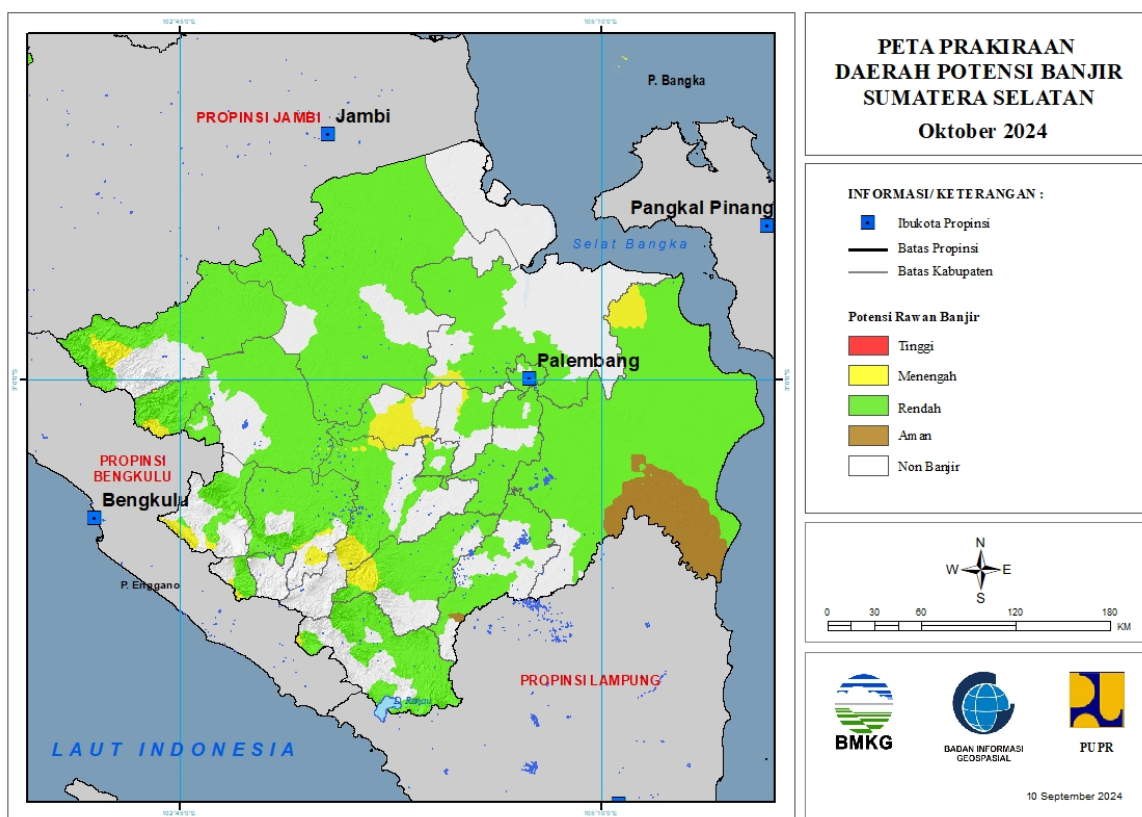 PETA PRAKIRAAN
DAERAH POTENSI BANJIR
SUMATERA SELATAN
Oktober 2024
INFORMASI/KETERANGAN :
Ibukota Propinsi
Batas Propinsi
Batas Kabupaten
Potensi Rawan Banjir
Tinggi
Menengah
Rendah
Aman
Non Banjir
N
W E
S
0 30 60 120 180
KM
BMKG
BADAN INFORMASI
GEOSPASIAL
PUPR
10 September 2024
P. Bangka
PROPINSI JAMBI
Jambi
Pangkal Pinang
Selat Bangka
Palembang
PROPINSI
BENGKULU
Bengkulu
P. Enggano
PROPINSI LAMPUNG
D. Ranau
LAUT INDONESIA